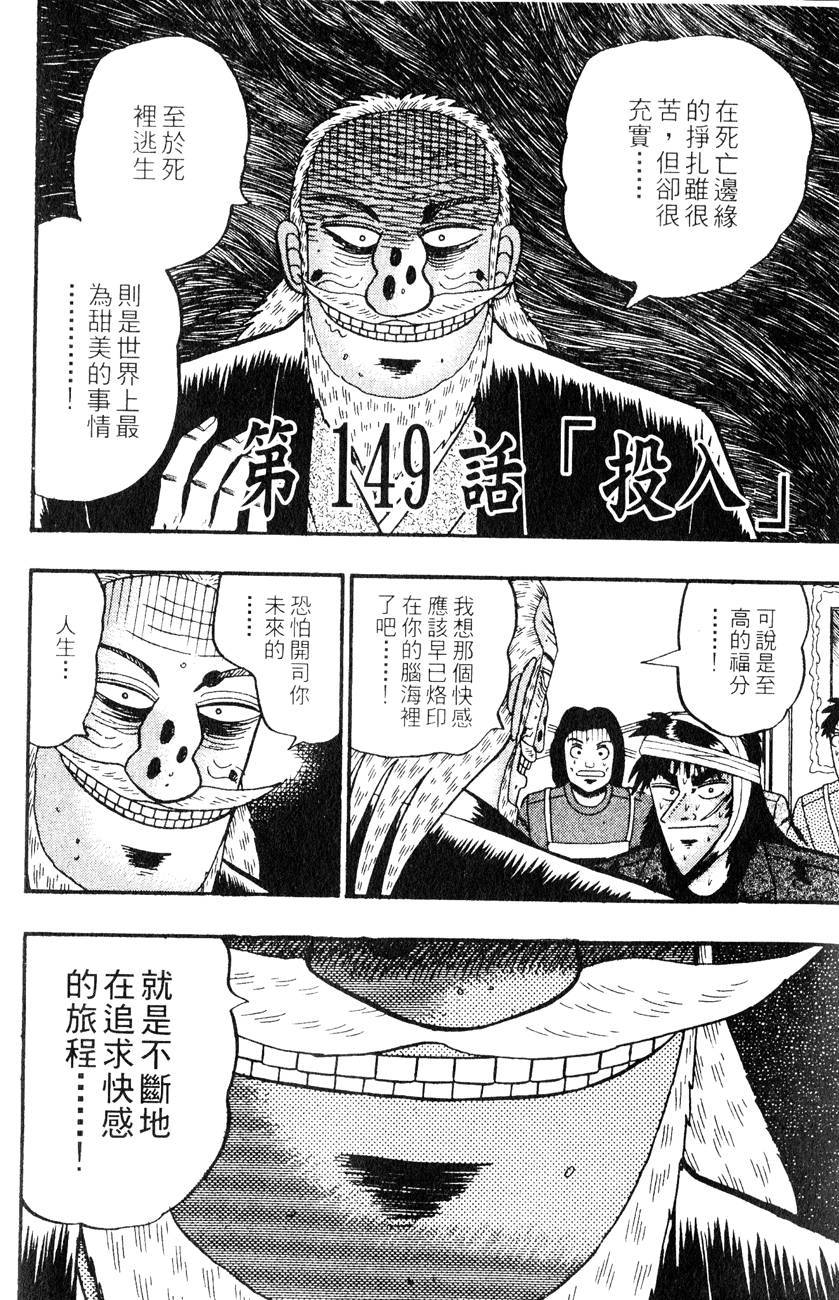 在死亡邊緣
的掙扎雖很
苦，但卻很
充實……
至於死
裡逃生
則是世界上最
為甜美的事情
…………！
第149話「投入」
可說是至
高的福分
……！
我想那個快感
應該早已烙印
在你的腦海裡
了吧……！
恐怕開司你
未來的
……
人生…
就是不斷地
在追求快感
的旅程……！